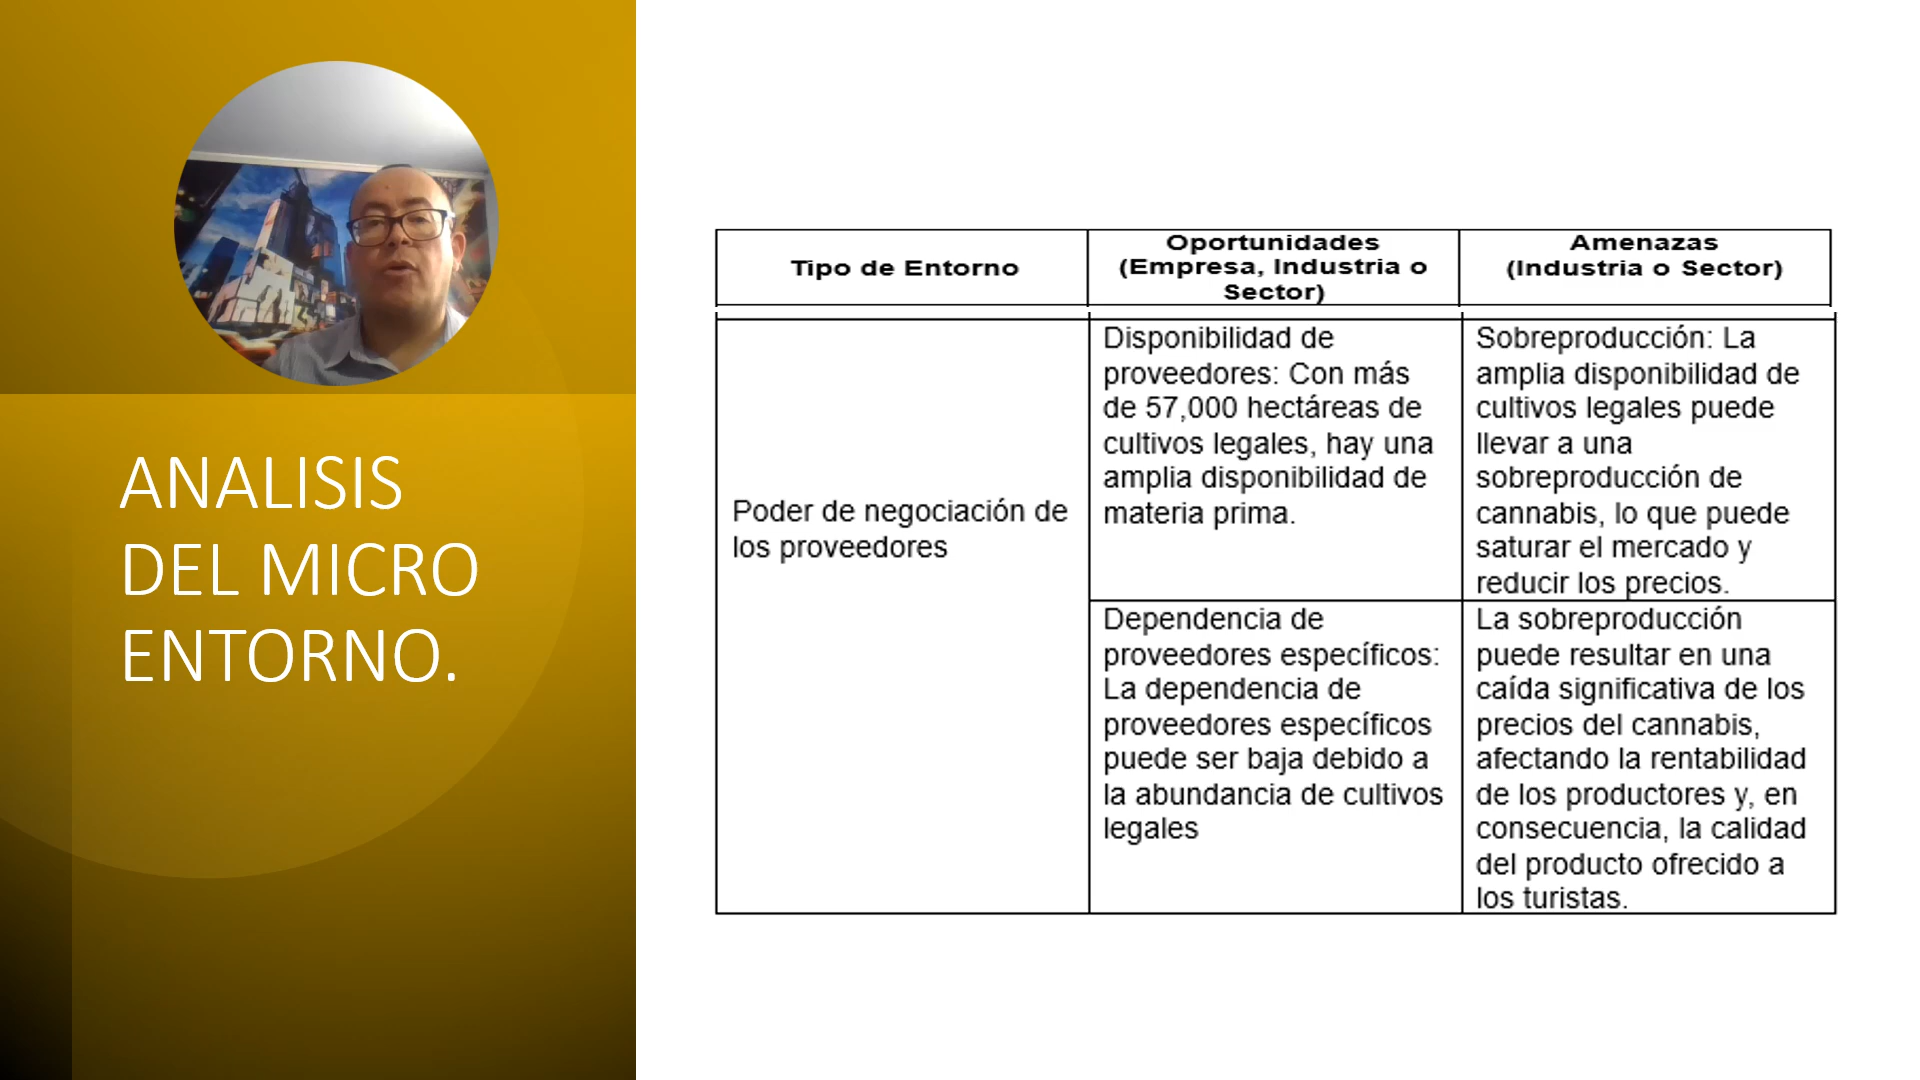 ANALISIS
DEL MICRO
ENTORNO.
Tipo de Entorno
Oportunidades
(Empresa, Industria o
Sector)
Amenazas
(Industria o Sector)
Poder de negociación de
los proveedores
Disponibilidad de
proveedores: Con más
de 57,000 hectáreas de
cultivos legales, hay una
amplia disponibilidad de
materia prima.
Sobreproducción: La
amplia disponibilidad de
cultivos legales puede
llevar a una
sobreproducción de
cannabis, lo que puede
saturar el mercado y
reducir los precios.
Dependencia de
proveedores específicos:
La dependencia de
proveedores específicos
puede ser baja debido a
la abundancia de cultivos
legales
La sobreproducción
puede resultar en una
caída significativa de los
precios del cannabis,
afectando la rentabilidad
de los productores y, en
consecuencia, la calidad
del producto ofrecido a
los turistas.